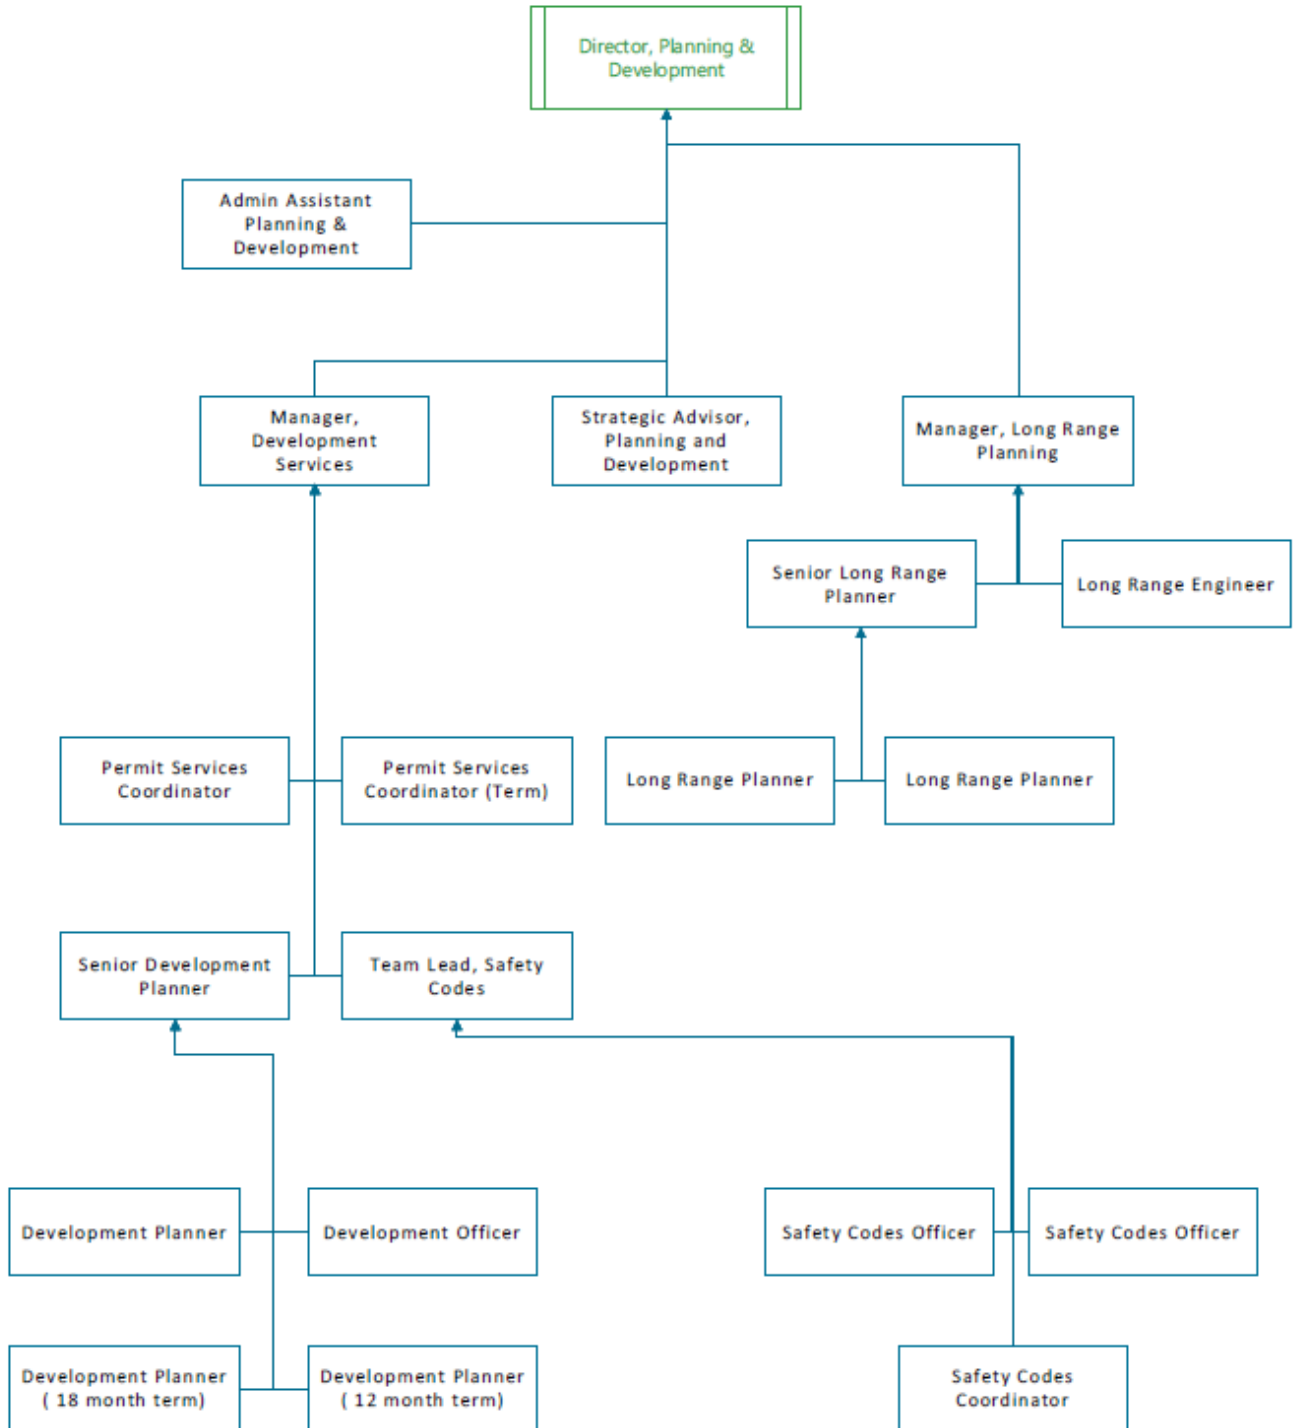 Director, Planning &
Development
Admin Assistant
Planning &
Development
Manager,
Development
Services
Strategic Advisor,
Planning and
Development
Manager, Long Range
Planning
Senior Long Range
Planner
Long Range Engineer
Permit Services
Coordinator
Permit Services
Coordinator (Term)
Long Range Planner
Long Range Planner
Senior Development
Planner
Team Lead, Safety
Codes
Development Planner
Development Officer
Safety Codes Officer
Safety Codes Officer
Development Planner
( 18 month term)
Development Planner
( 12 month term)
Safety Codes
Coordinator